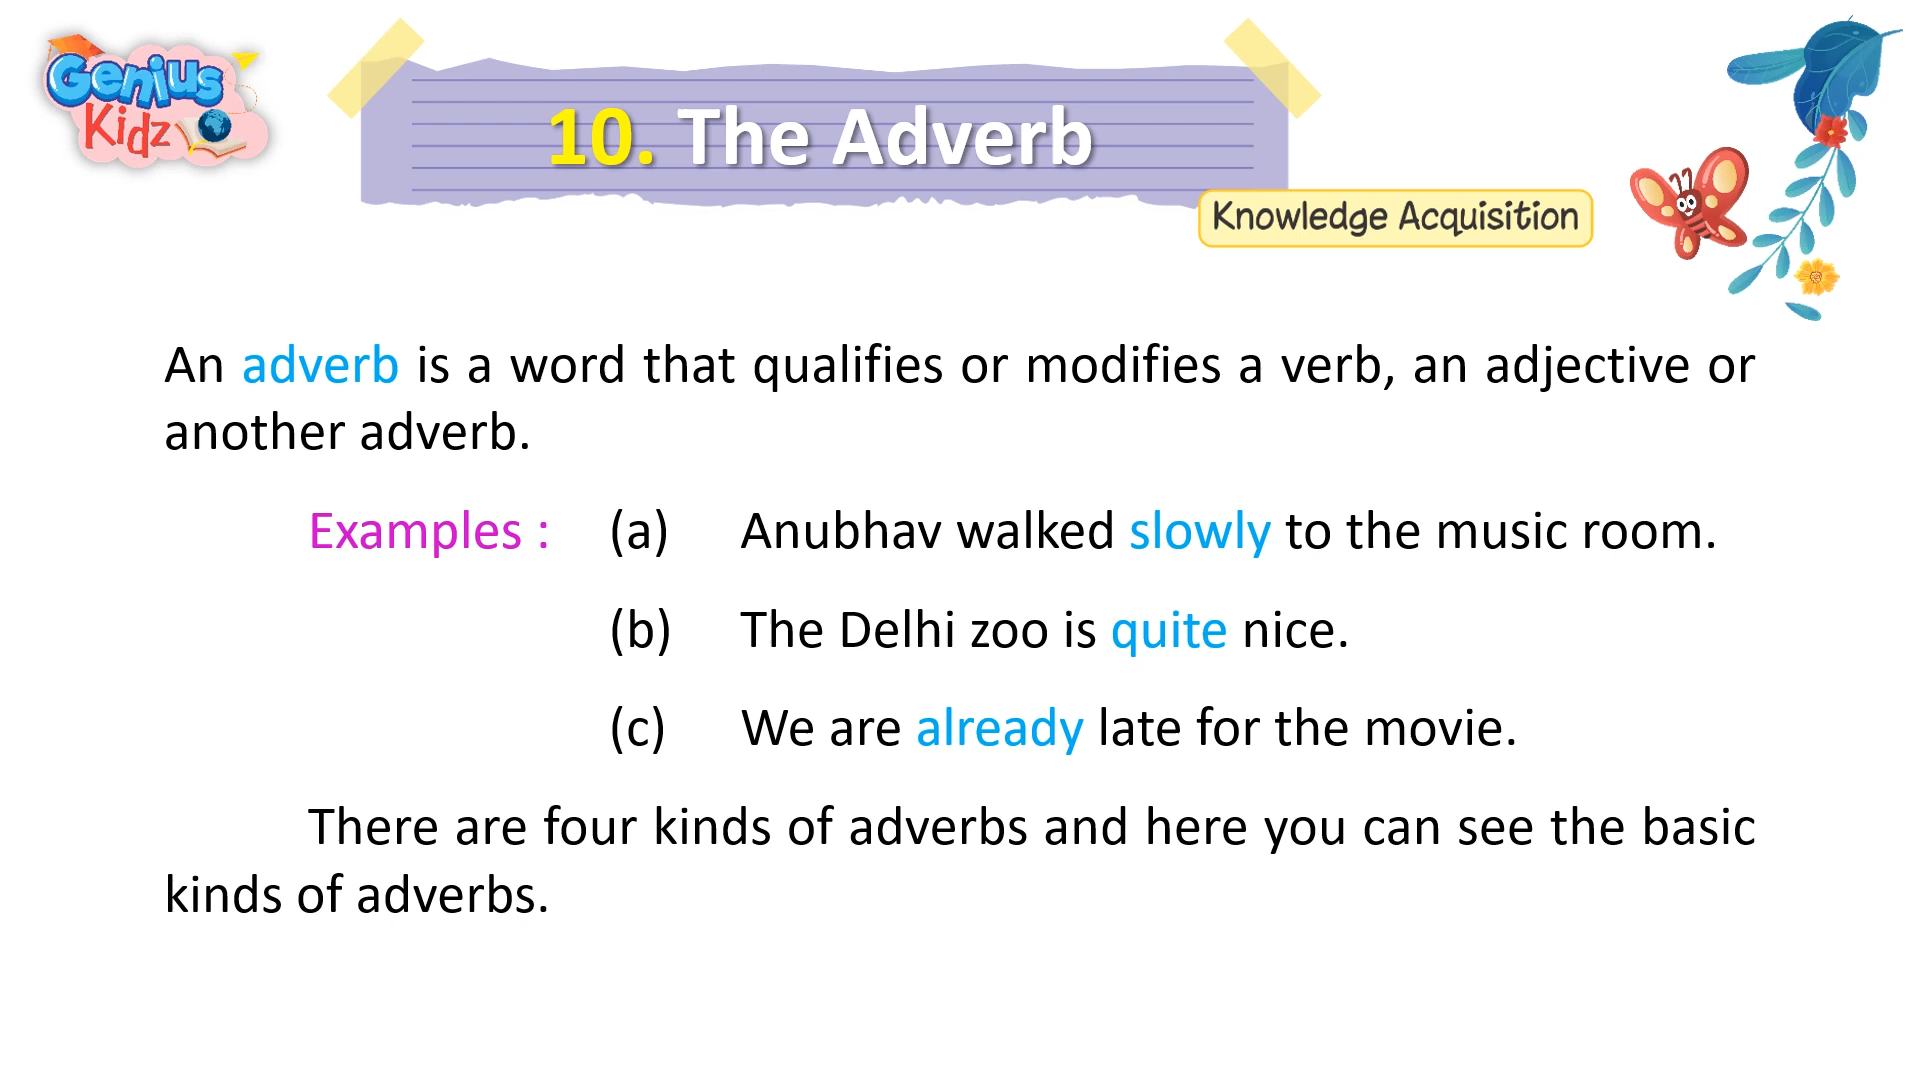 Genius
Kidz
10. The Adverb
Knowledge Acquisition
An adverb is a word that qualifies or modifies a verb, an adjective or
another adverb.
Examples : (a) Anubhav walked slowly to the music room.
(b) The Delhi zoo is quite nice.
(c) We are already late for the movie.
There are four kinds of adverbs and here you can see the basic
kinds of adverbs.